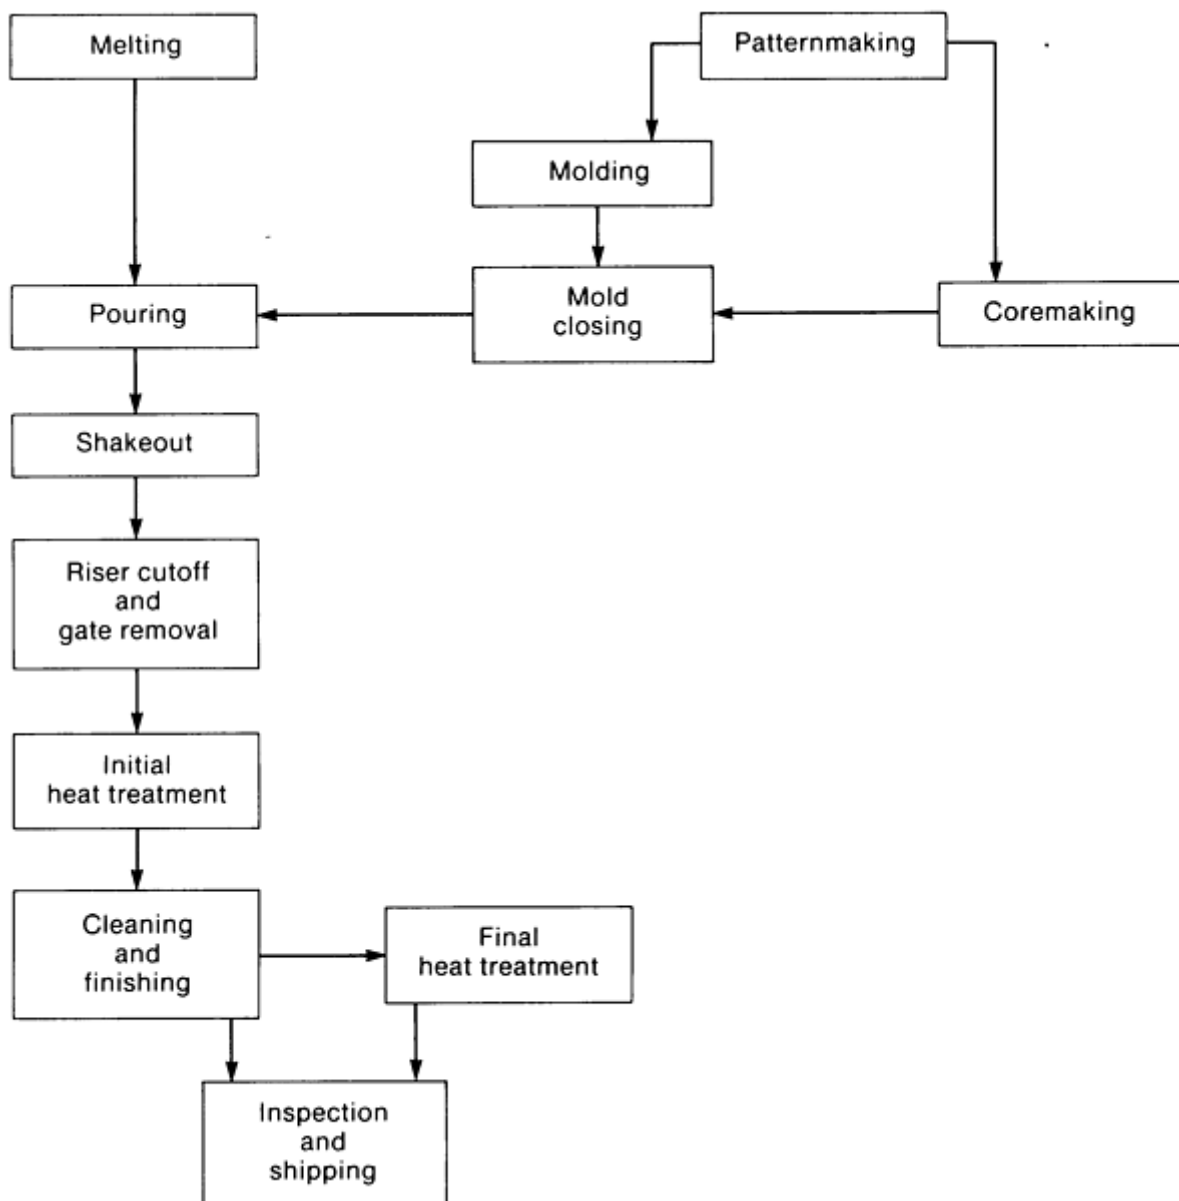 Melting
Patternmaking
Molding
Pouring
Mold
closing
Coremaking
Shakeout
Riser cutoff
and
gate removal
Initial
heat treatment
Cleaning
and
finishing
Final
heat treatment
Inspection
and
shipping